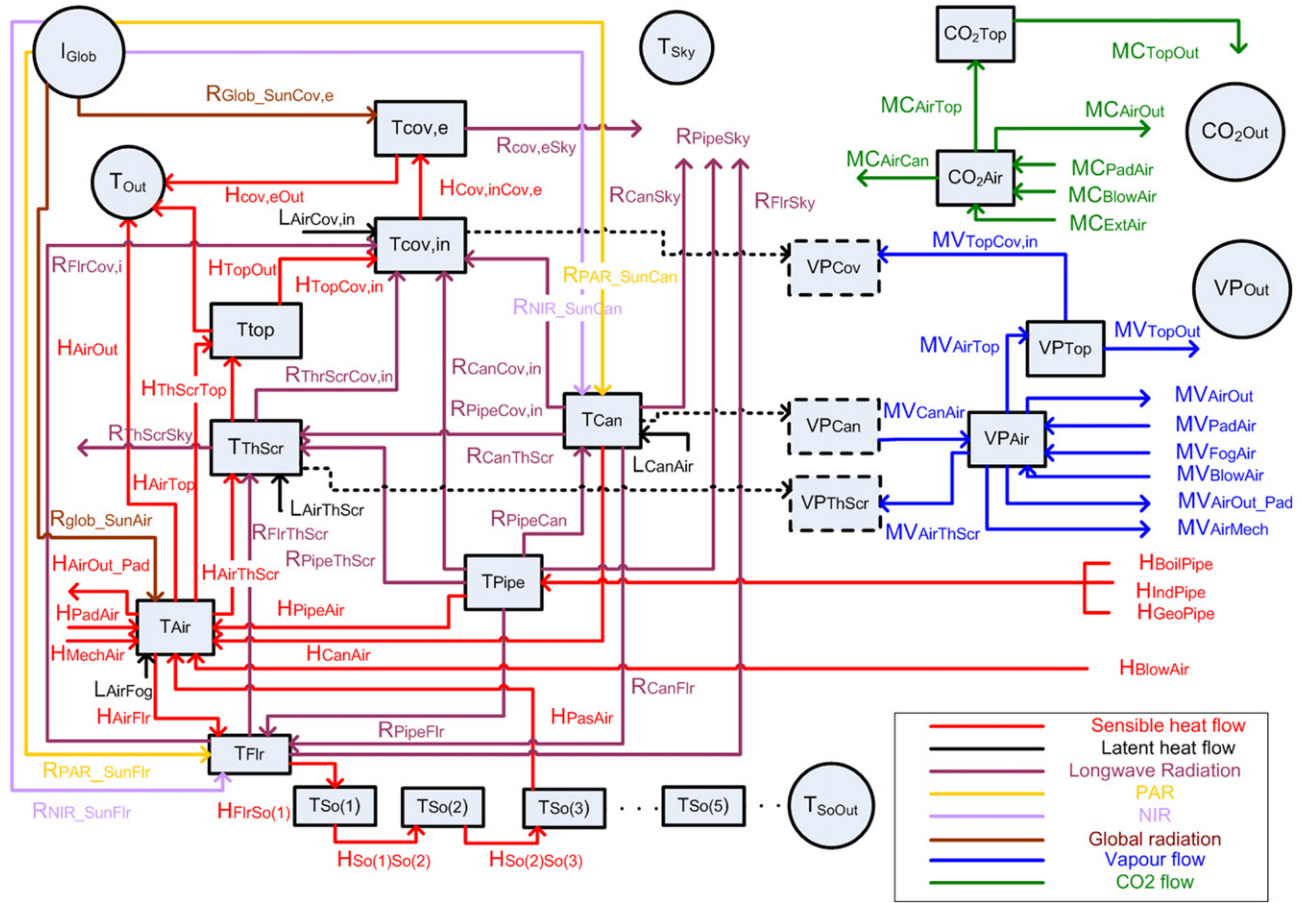 IGlob
TSky
CO2Top
MCTopOut
RGlob_SunCov,e
MCAirTop
MCAirOut
Tcov,e
Rcov,eSky
RPipeSky
CO2Out
MCAirCan
CO2Air
MCPadAir
MCBlowAir
MCExtAir
TOut
Hcov,eOut
HCov,inCov,e
RCanSky
RFlrSky
LAirCov,in
Tcov,in
MVTopCov,in
VPCov
RFlrCov,i
HTopOut
HTopCov,in
RPAR_SunCan
RNIR_SunCan
VPOut
Ttop
HAirOut
MVAirTop
VPTop
MVTopOut
RThrScrCov,in
RCanCov,in
HThScrTop
RPipeCov,in
TCan
VPCan
MVCanAir
VPAir
MVAirOut
MVPadAir
MVFogAir
MVBlowAir
MVAirOut_Pad
MVAirMech
RThScrSky
TThScr
RCanThScr
LCanAir
HAirTop
LAirThScr
VPThScr
MVAirThScr
Rglob_SunAir
RFlrThScr
RPipeCan
RPipeThScr
HAirOut_Pad
HAirThScr
TPipe
HBoilPipe
HIndPipe
HGeoPipe
HPadAir
TAir
HPipeAir
HMechAir
HCanAir
HBlowAir
LAirFog
RCanFlr
HAirFlr
HPasAir
RPipeFlr
TFlr
RPAR_SunFlr
RNIR_SunFlr
HFlrSo(1)
TSo(1)
TSo(2)
TSo(3)
· · ·
TSo(5)
· · ·
TSoOut
HSo(1)So(2)
HSo(2)So(3)
Sensible heat flow
Latent heat flow
Longwave Radiation
PAR
NIR
Global radiation
Vapour flow
CO2 flow